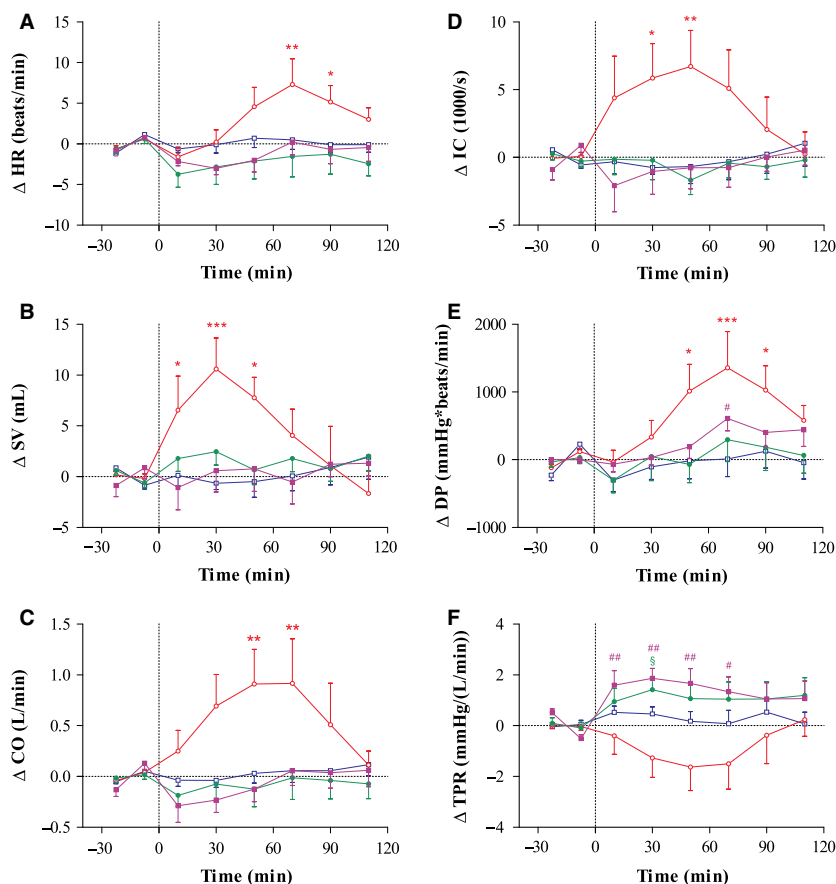 A
Δ HR (beats/min)
15
10
5
0
−5
−10
** *
−30 0 30 60 90 120
Time (min)
B
Δ SV (mL)
15
10
5
0
−5
* *** *
−30 0 30 60 90 120
Time (min)
C
Δ CO (L/min)
1.5
1.0
0.5
0.0
−0.5
** **
−30 0 30 60 90 120
Time (min)
D
Δ IC (1000/s)
10
5
0
−5
* **
−30 0 30 60 90 120
Time (min)
E
Δ DP (mmHg*beats/min)
2000
1000
0
−1000
* *** *
#
−30 0 30 60 90 120
Time (min)
F
Δ TPR (mmHg/(L/min))
4
2
0
−2
−4
## ## ## #
§
−30 0 30 60 90 120
Time (min)